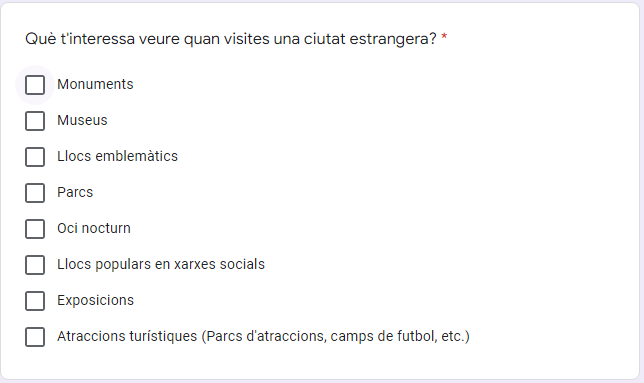 Què t'interessa veure quan visites una ciutat estrangera? *
Monuments
Museus
Llocs emblemàtics
Parcs
Oci nocturn
Llocs populars en xarxes socials
Exposicions
Atraccions turístiques (Parcs d'atraccions, camps de futbol, etc.)